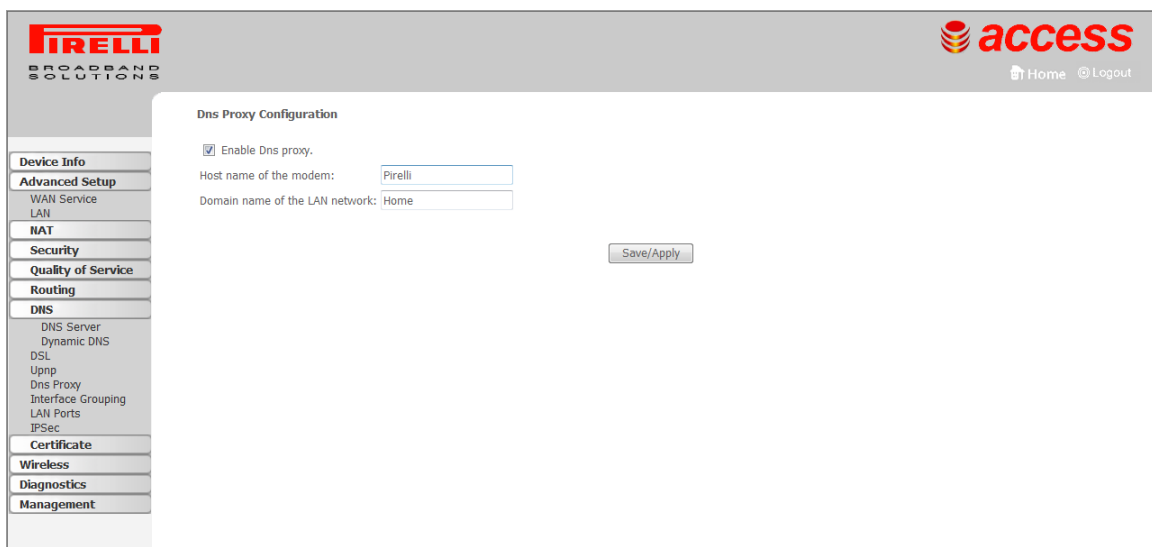 PIRELLI
BROADBAND
SOLUTIONS
access
Home Logout
Dns Proxy Configuration
Enable Dns proxy.
Host name of the modem: Pirelli
Domain name of the LAN network: Home
Save/Apply
Device Info
Advanced Setup
WAN Service
LAN
NAT
Security
Quality of Service
Routing
DNS
DNS Server
Dynamic DNS
DSL
Upnp
Dns Proxy
Interface Grouping
LAN Ports
IPSec
Certificate
Wireless
Diagnostics
Management